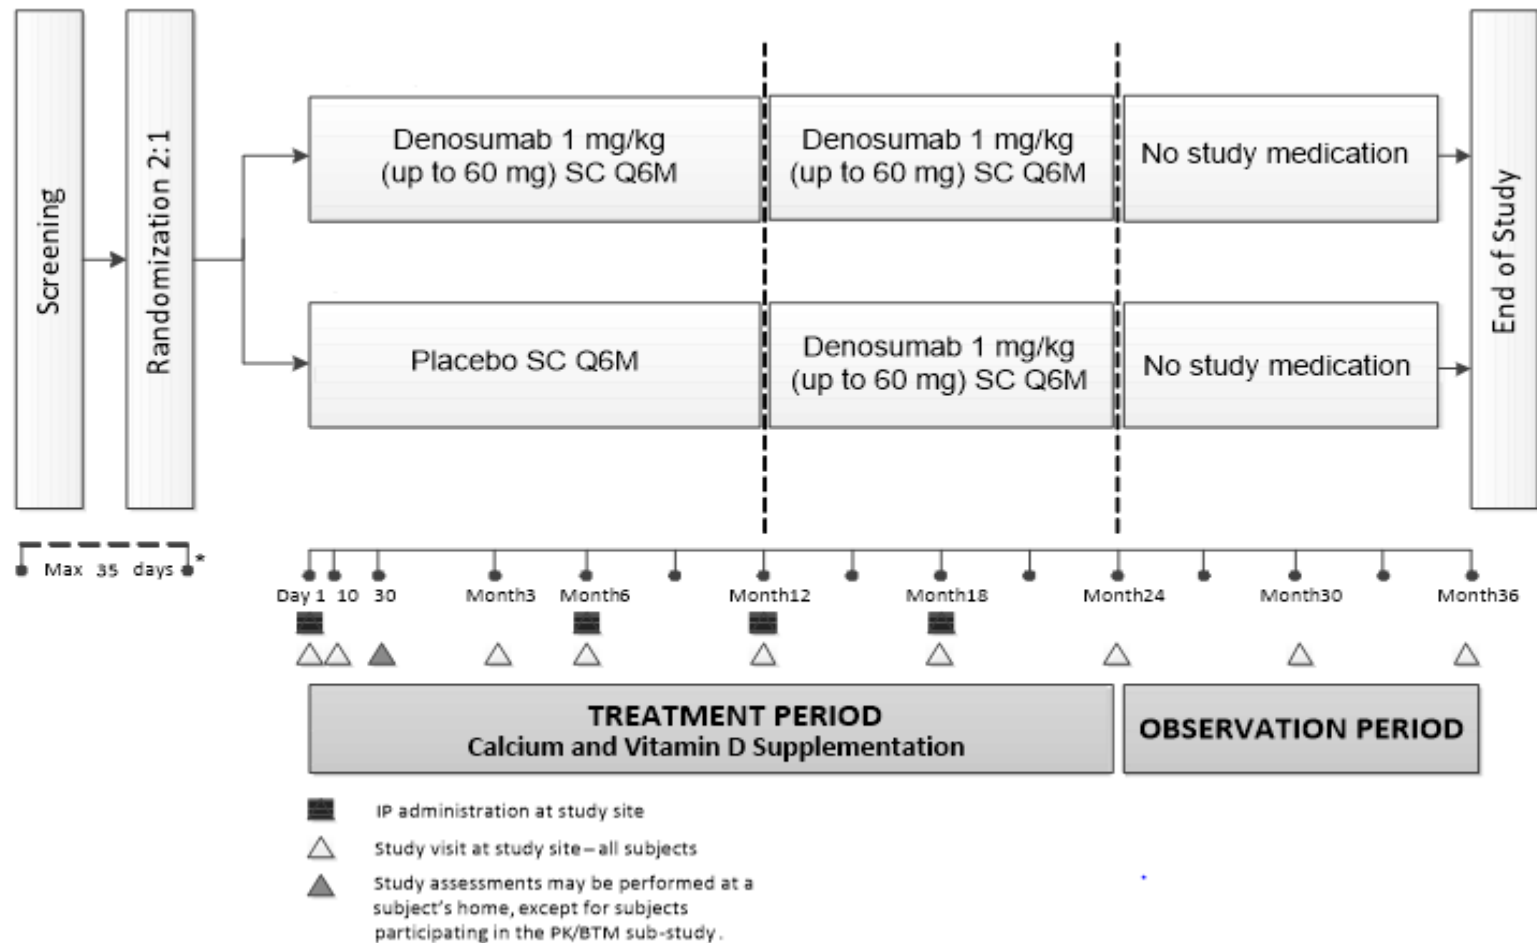 Screening
Randomization 2:1
Denosumab 1 mg/kg
(up to 60 mg) SC Q6M
Denosumab 1 mg/kg
(up to 60 mg) SC Q6M
No study medication
Placebo SC Q6M
Denosumab 1 mg/kg
(up to 60 mg) SC Q6M
No study medication
End of Study
Max 35 days *
Day 1 10 30 Month3 Month6 Month12 Month18 Month24 Month30 Month36
TREATMENT PERIOD
Calcium and Vitamin D Supplementation
OBSERVATION PERIOD
IP administration at study site
Study visit at study site – all subjects
Study assessments may be performed at a
subject's home, except for subjects
participating in the PK/BTM sub-study.